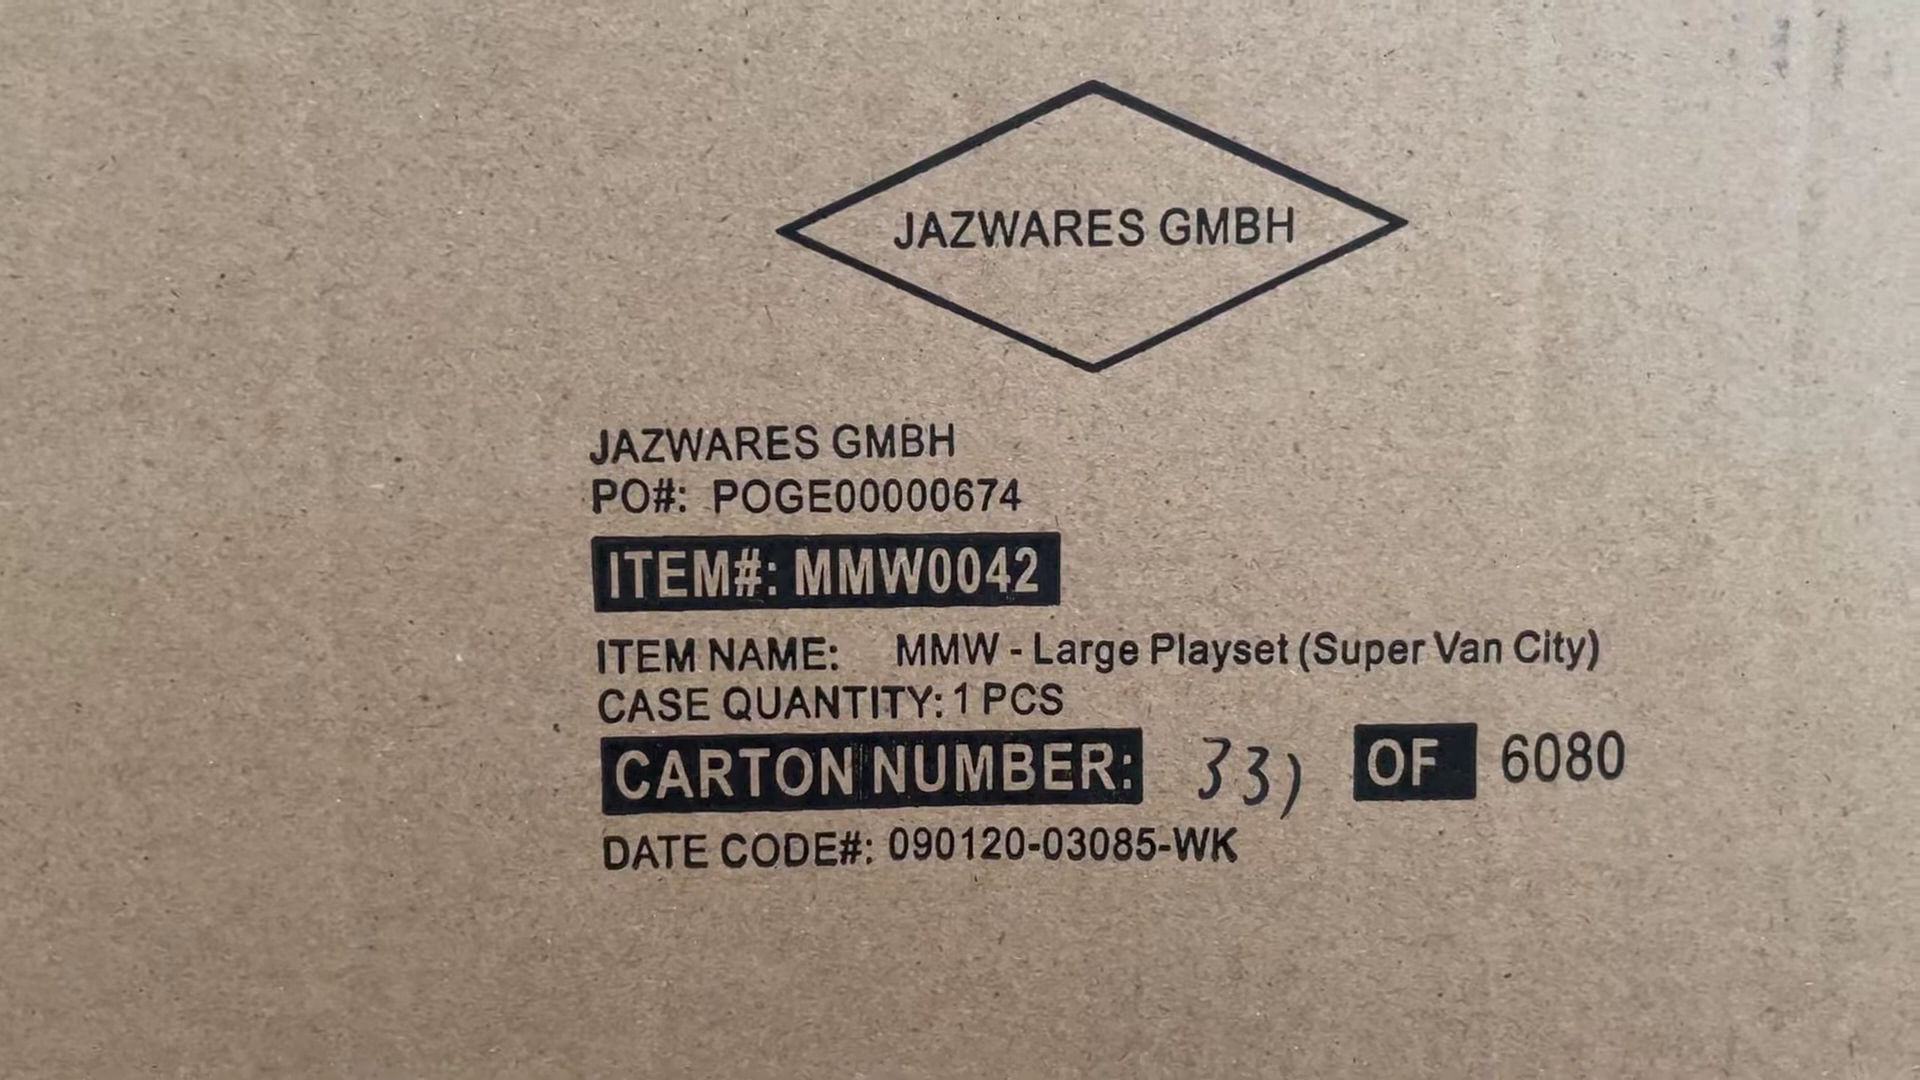 JAZWARES GMBH
JAZWARES GMBH
PO#: POGE00000674
ITEM#: MMW0042
ITEM NAME: MMW - Large Playset (Super Van City)
CASE QUANTITY: 1 PCS
CARTON NUMBER: OF 6080
DATE CODE#: 090120-03085-WK